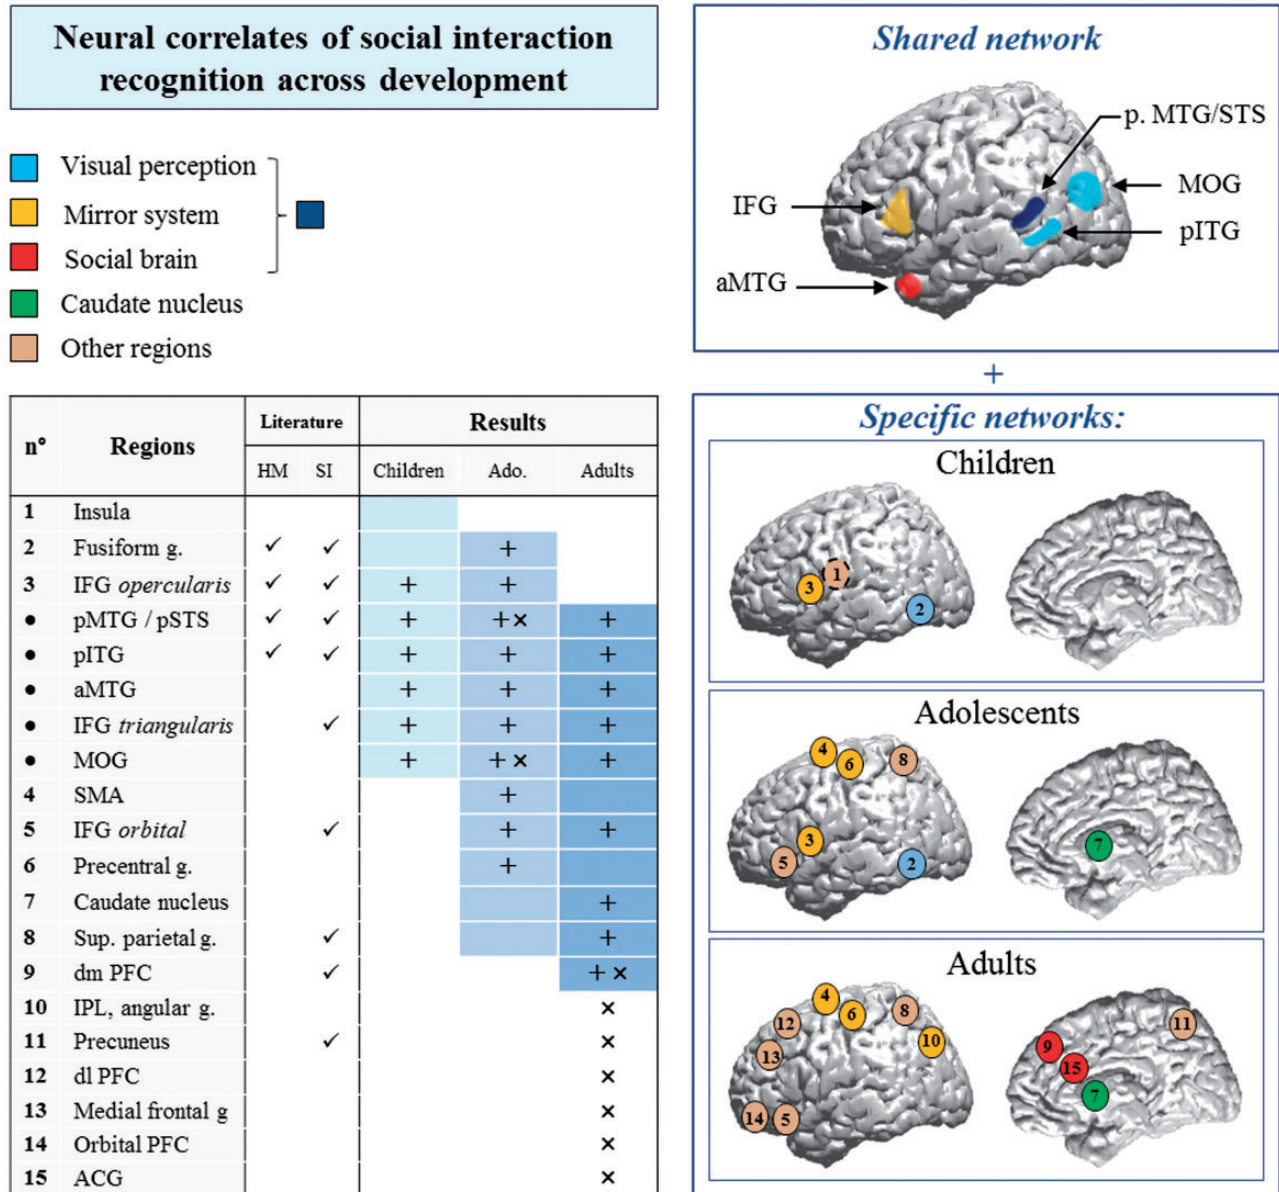 Neural correlates of social interaction
recognition across development
Visual perception
Mirror system
Social brain
Caudate nucleus
Other regions
Shared network
p. MTG/STS
MOG
IFG
pITG
aMTG
+
n° Regions Literature Results
HM SI Children Ado. Adults
1 Insula
2 Fusiform g. ✓ ✓ +
3 IFG opercularis ✓ ✓ + +
• pMTG / pSTS ✓ ✓ + +× +
• pITG ✓ ✓ + + +
• aMTG + + +
• IFG triangularis ✓ + + +
• MOG + +× +
4 SMA +
5 IFG orbital ✓ + +
6 Precentral g. +
7 Caudate nucleus +
8 Sup. parietal g. ✓ +
9 dm PFC ✓ +×
10 IPL, angular g. ×
11 Precuneus ✓ ×
12 dl PFC ×
13 Medial frontal g ×
14 Orbital PFC ×
15 ACG ×
Specific networks:
Children
1
3
2
Adolescents
4
6
8
3
5
2
7
Adults
4
6
8
12
10
13
14
5
11
9
15
7